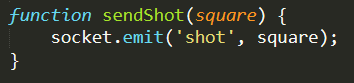 function sendShot(square) {
    socket.emit('shot', square);
}